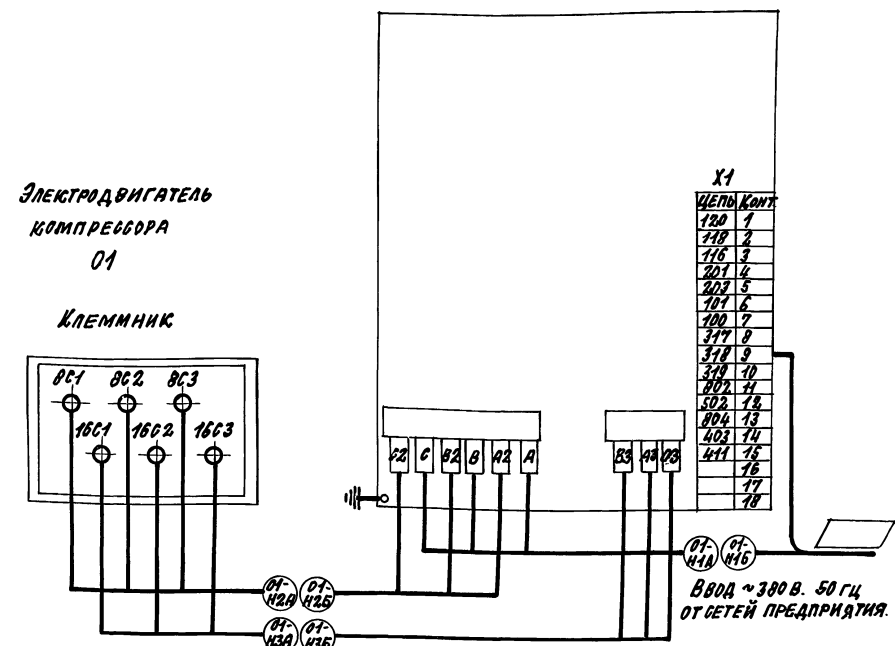 ЭЛЕКТРОДВИГАТЕЛЬ
КОМПРЕССОРА
01
КЛЕММНИК
8С1 8С2 8С3
16С1 16С2 16С3
X1
ЦЕПЬ КОНТ
120 1
118 2
116 3
201 4
203 5
101 6
100 7
317 8
318 9
319 10
802 11
502 12
804 13
403 14
411 15
16
17
18
С2 С В2 В А2 А
В3 А3 С3
01-Н1А 01-Н1Б
01-Н2А 01-Н2Б
01-Н3А 01-Н3Б
ВВОД ~380В. 50 ГЦ
ОТ СЕТЕЙ ПРЕДПРИЯТИЯ.